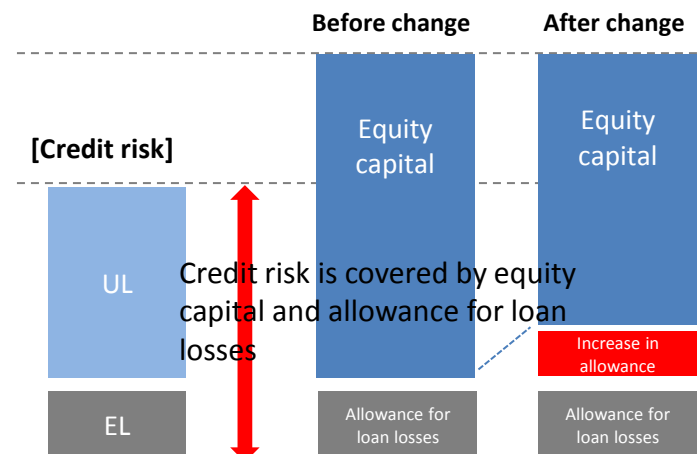 Before change
After change
[Credit risk]
Equity
capital
Equity
capital
UL
Credit risk is covered by equity
capital and allowance for loan
losses
Increase in
allowance
EL
Allowance for
loan losses
Allowance for
loan losses